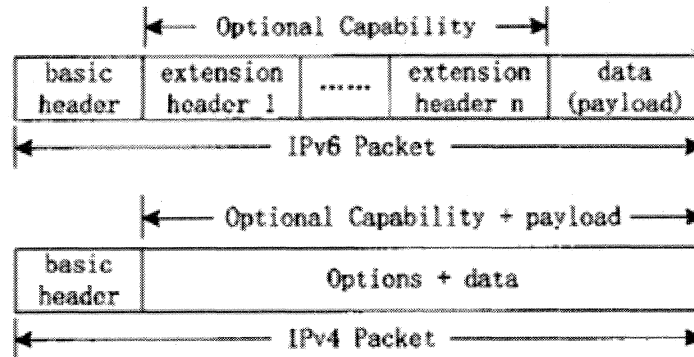 Optional Capability
basic header
extension header 1
......
extension header n
data (payload)
IPv6 Packet
Optional Capability + payload
basic header
Options + data
IPv4 Packet